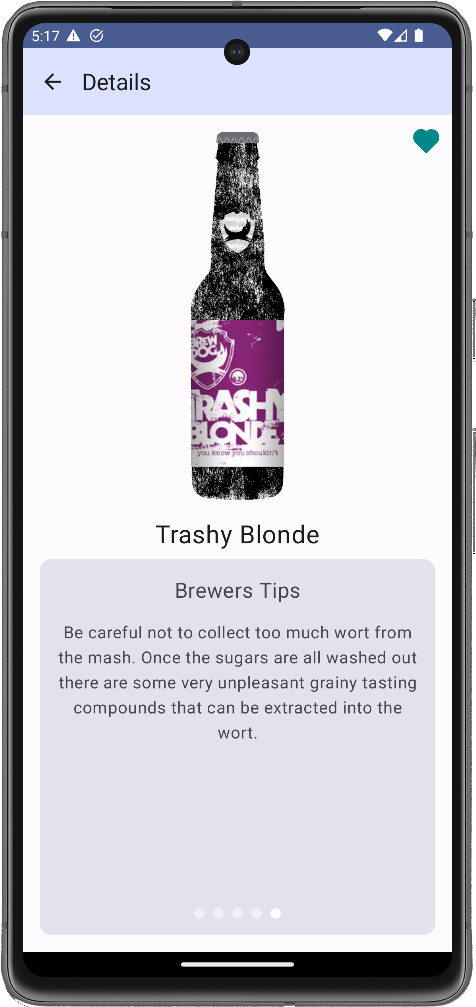 5:17
Details
BREW
DOG
TRASHY
BLONDE
you know you shouldn't
Trashy Blonde
Brewers Tips
Be careful not to collect too much wort from
the mash. Once the sugars are all washed out
there are some very unpleasant grainy tasting
compounds that can be extracted into the
wort.